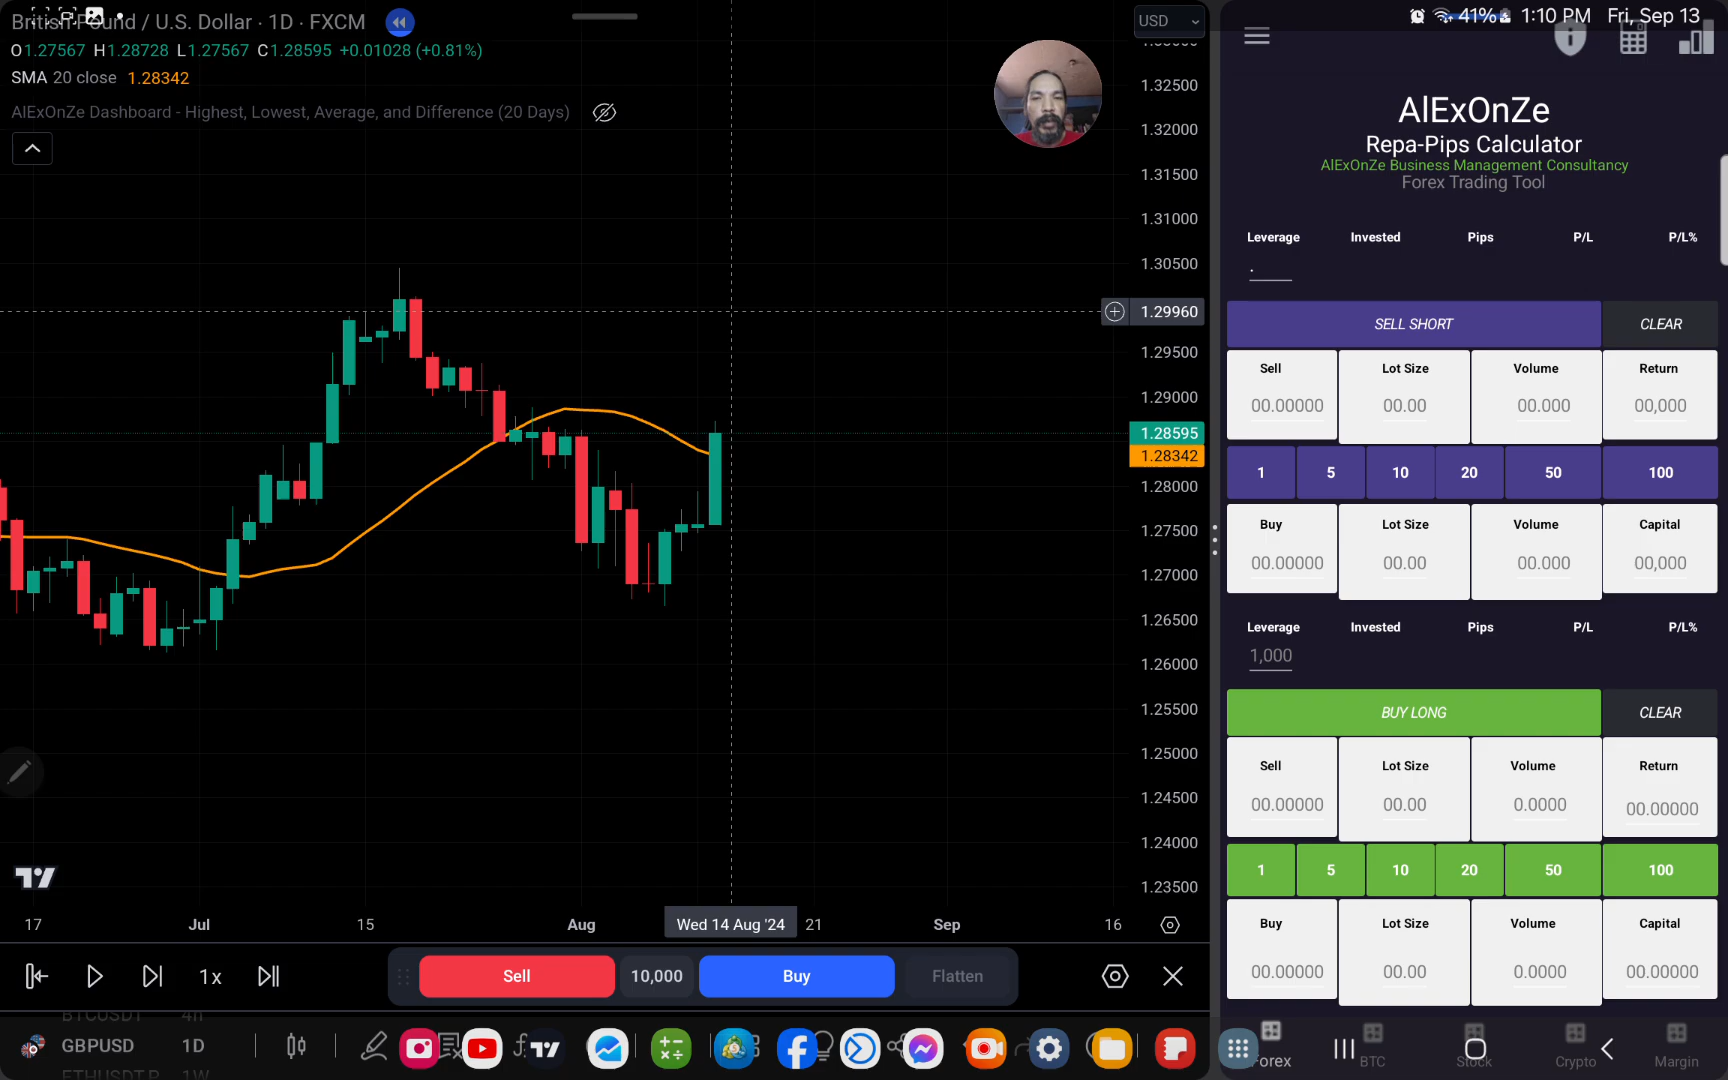 British Pound / U.S. Dollar · 1D · FXCM
O1.27567 H1.28728 L1.27567 C1.28595 +0.01028 (+0.81%)
SMA 20 close 1.28342
AlExOnZe Dashboard - Highest, Lowest, Average, and Difference (20 Days)
USD
1.32500
1.32000
1.31500
1.31000
1.30500
1.29960
1.29500
1.29000
1.28595
1.28342
1.28000
1.27500
1.27000
1.26500
1.26000
1.25500
1.25000
1.24500
1.24000
1.23500
17 Jul 15 Aug Wed 14 Aug '24 21 Sep 16
1x
Sell 10,000 Buy Flatten
BTCUSDT 4h
GBPUSD 1D
ETHUSDT.P 1W
41% 1:10 PM Fri, Sep 13
AlExOnZe
Repa-Pips Calculator
AlExOnZe Business Management Consultancy
Forex Trading Tool
Leverage Invested Pips P/L P/L%
.
SELL SHORT CLEAR
Sell Lot Size Volume Return
00.00000 00.00 00.000 00,000
1 5 10 20 50 100
Buy Lot Size Volume Capital
00.00000 00.00 00.000 00,000
Leverage Invested Pips P/L P/L%
1,000
BUY LONG CLEAR
Sell Lot Size Volume Return
00.00000 00.00 0.0000 00.00000
1 5 10 20 50 100
Buy Lot Size Volume Capital
00.00000 00.00 0.0000 00.00000
Forex BTC Stock Crypto Margin